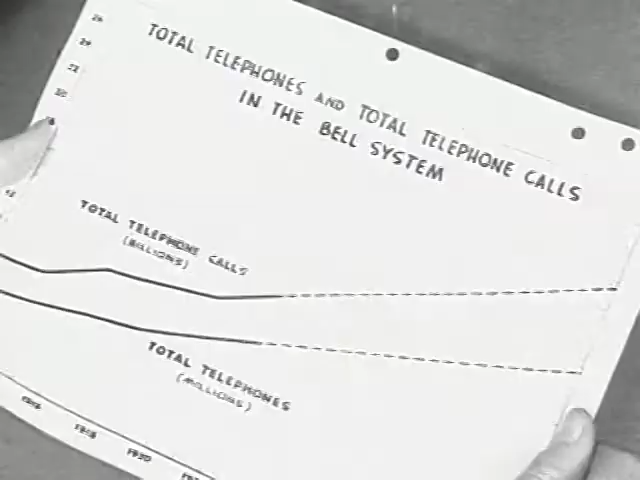 TOTAL TELEPHONES AND TOTAL TELEPHONE CALLS
IN THE BELL SYSTEM
TOTAL TELEPHONE CALLS
(BILLIONS)
TOTAL TELEPHONES
(MILLIONS)